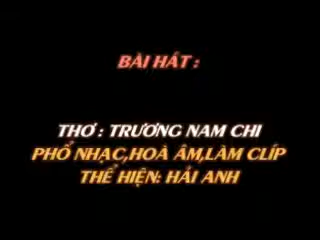 BÀI HÁT :
THƠ : TRƯƠNG NAM CHI
PHỔ NHẠC,HOÀ ÂM,LÀM CLÍP
THỂ HIỆN: HẢI ANH